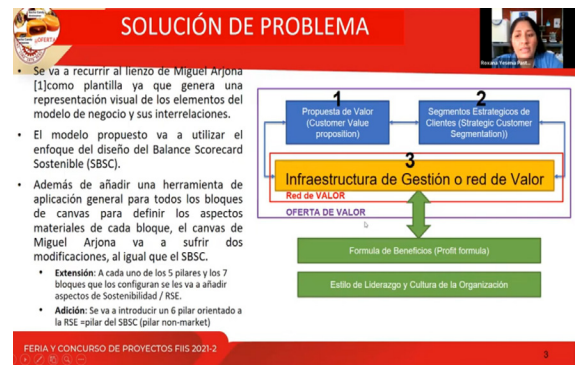 ¡OFERTA!
SOLUCIÓN DE PROBLEMA
Roxana Yesenia
• Se va a recurrir al lienzo de Miguel Arjona
[1]como plantilla ya que genera una
representación visual de los elementos del
modelo de negocio y sus interrelaciones.
• El modelo propuesto va a utilizar el
enfoque del diseño del Balance Scorecard
Sostenible (SBSC).
• Además de añadir una herramienta de
aplicación general para todos los bloques
de canvas para definir los aspectos
materiales de cada bloque, el canvas de
Miguel Arjona va a sufrir dos
modificaciones, al igual que el SBSC.
• Extensión: A cada uno de los 5 pilares y los 7
bloques que los configuran se les va a añadir
aspectos de Sostenibilidad / RSE.
• Adición: Se va a introducir un 6 pilar orientado a
la RSE =pilar del SBSC (pilar non-market)
1
Propuesta de Valor
(Customer Value
proposition)
2
Segmentos Estrategicos de
Clientes (Strategic Customer
Segmentation))
3
Infraestructura de Gestión o red de Valor
Red de VALOR
OFERTA DE VALOR
Formula de Beneficios (Profit formula)
Estilo de Liderazgo y Cultura de la Organización
FERIA Y CONCURSO DE PROYECTOS FIIS 2021-2
3